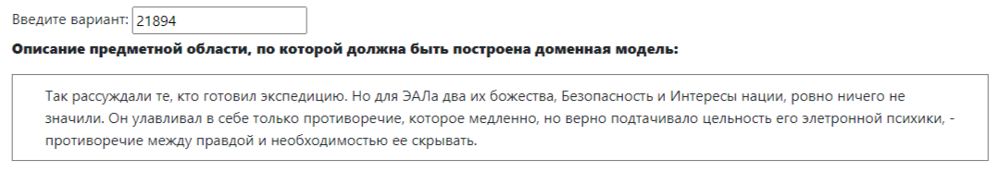 Введите вариант: 21894
Описание предметной области, по которой должна быть построена доменная модель:
Так рассуждали те, кто готовил экспедицию. Но для ЭАЛа два их божества, Безопасность и Интересы нации, ровно ничего не
значили. Он улавливал в себе только противоречие, которое медленно, но верно подтачивало цельность его элетронной психики, -
противоречие между правдой и необходимостью ее скрывать.